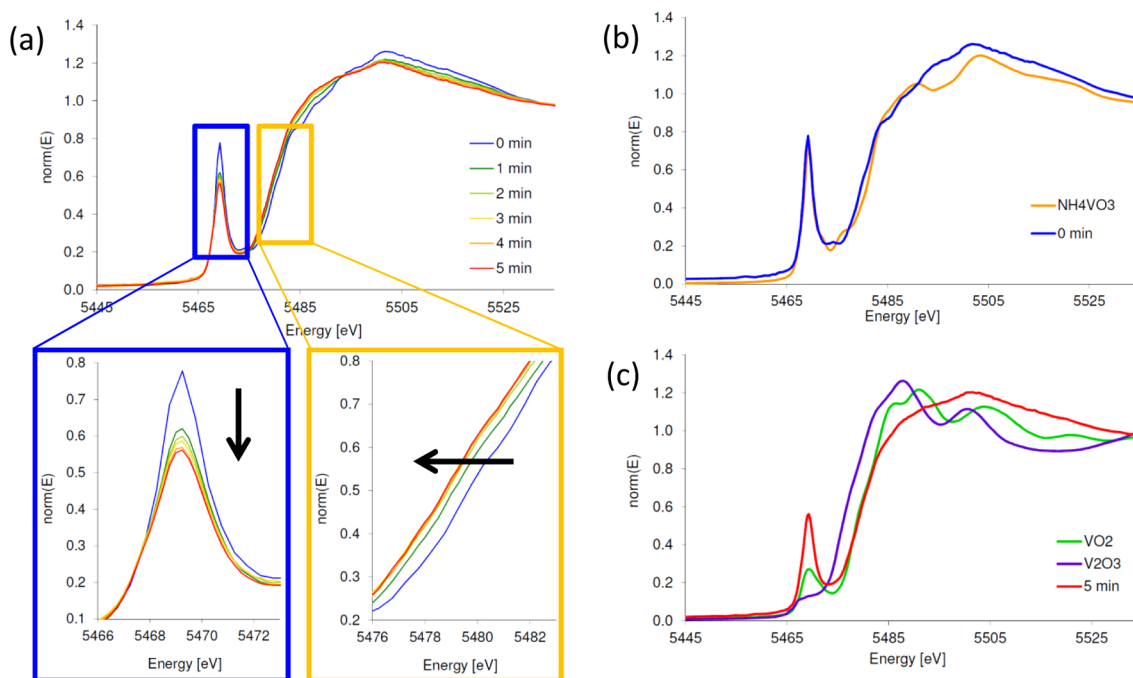 (a)
norm(E)
1.4
1.2
1.0
0.8
0.6
0.4
0.2
0.0
5445
5465
5485
5505
5525
Energy [eV]
0 min
1 min
2 min
3 min
4 min
5 min
norm(E)
0.8
0.7
0.6
0.5
0.4
0.3
0.2
0.1
5466
5468
5470
5472
Energy [eV]
norm(E)
0.8
0.7
0.6
0.5
0.4
0.3
0.2
5476
5478
5480
5482
Energy [eV]
(b)
norm(E)
1.4
1.2
1.0
0.8
0.6
0.4
0.2
0.0
5445
5465
5485
5505
5525
Energy [eV]
NH4VO3
0 min
(c)
norm(E)
1.4
1.2
1.0
0.8
0.6
0.4
0.2
0.0
5445
5465
5485
5505
5525
Energy [eV]
VO2
V2O3
5 min